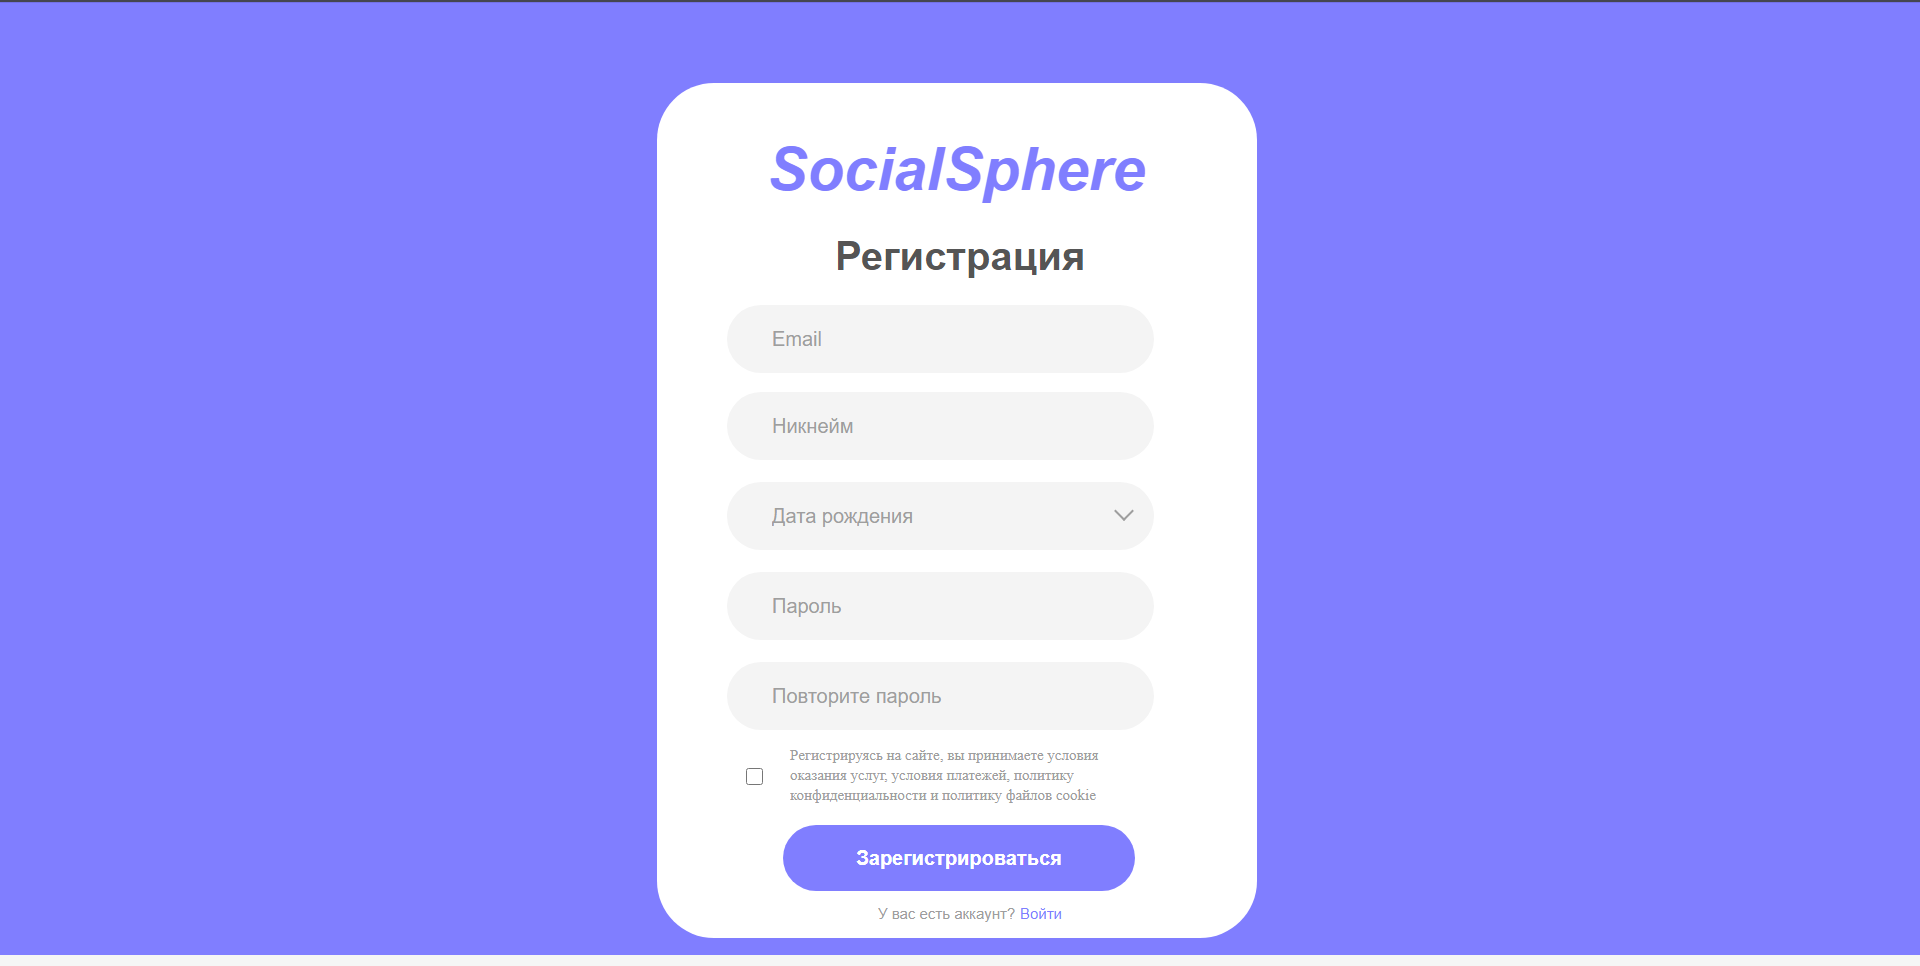 SocialSphere
Регистрация
Email
Никнейм
Дата рождения
Пароль
Повторите пароль
Регистрируясь на сайте, вы принимаете условия
оказания услуг, условия платежей, политику
конфиденциальности и политику файлов cookie
Зарегистрироваться
У вас есть аккаунт? Войти